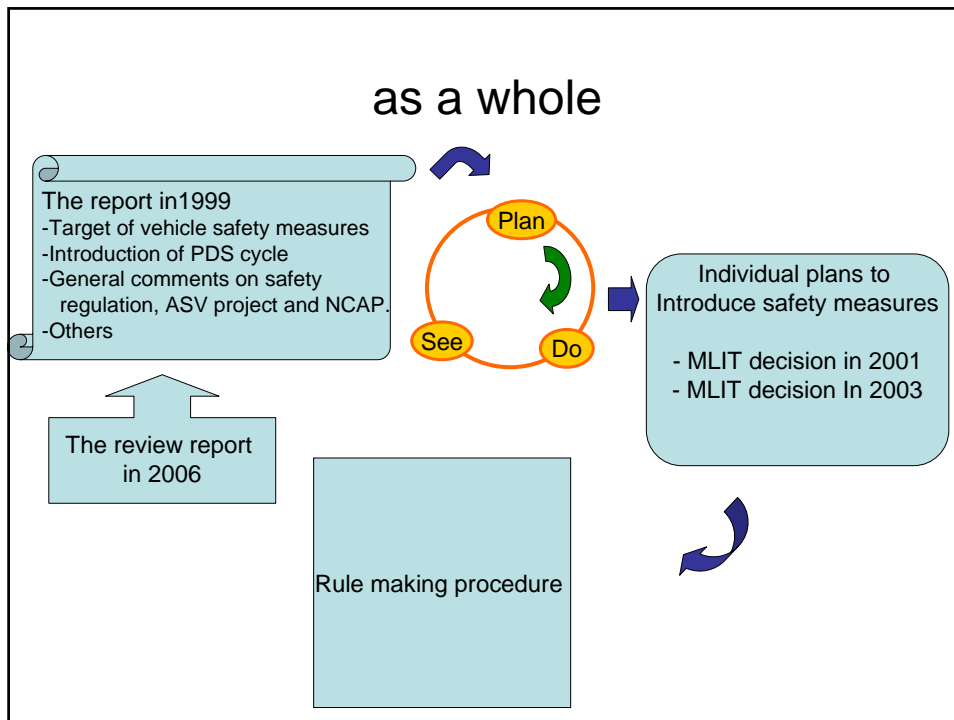 as a whole
The report in1999
-Target of vehicle safety measures
-Introduction of PDS cycle
-General comments on safety
regulation, ASV project and NCAP.
-Others
Plan
See
Do
Individual plans to
Introduce safety measures
- MLIT decision in 2001
- MLIT decision In 2003
The review report
in 2006
Rule making procedure